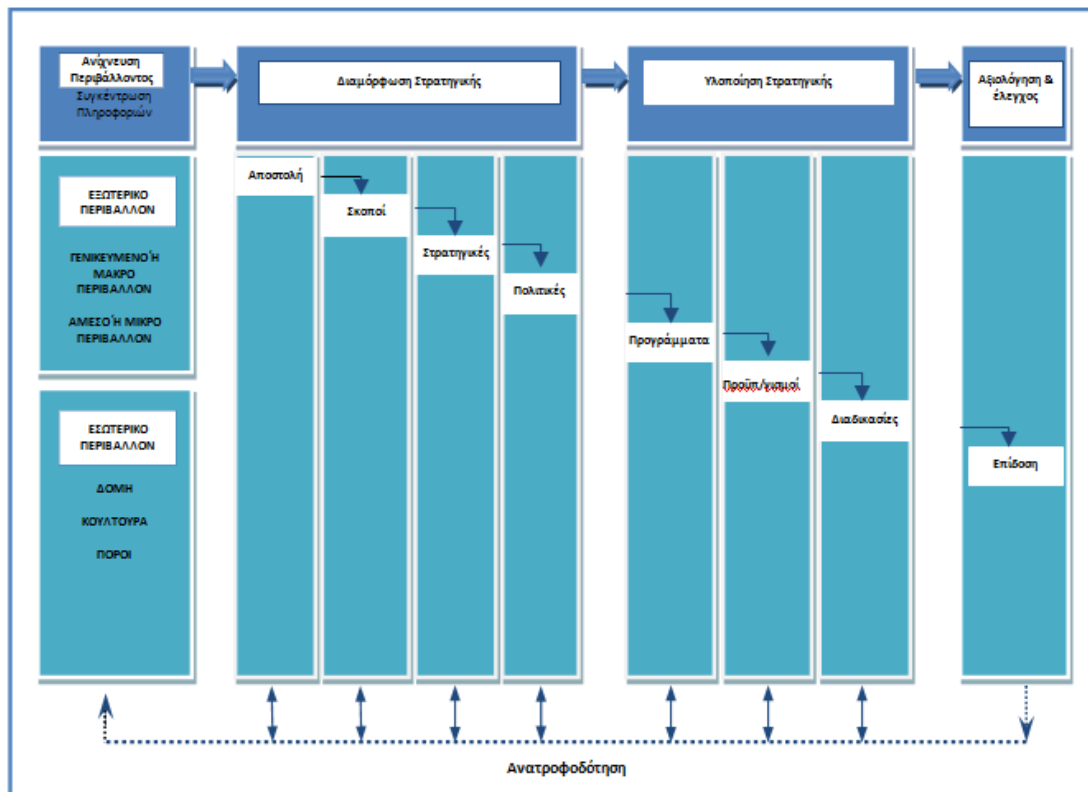 Ανίχνευση
Περιβάλλοντος
Συγκέντρωση
Πληροφοριών
Διαμόρφωση Στρατηγικής
Υλοποίηση Στρατηγικής
Αξιολόγηση &
έλεγχος
ΕΞΩΤΕΡΙΚΟ
ΠΕΡΙΒΑΛΛΟΝ
ΓΕΝΙΚΕΥΜΕΝΟ Ή
ΜΑΚΡΟ
ΠΕΡΙΒΑΛΛΟΝ
ΑΜΕΣΟ Ή ΜΙΚΡΟ
ΠΕΡΙΒΑΛΛΟΝ
ΕΣΩΤΕΡΙΚΟ
ΠΕΡΙΒΑΛΛΟΝ
ΔΟΜΗ
ΚΟΥΛΤΟΥΡΑ
ΠΟΡΟΙ
Αποστολή
Σκοποί
Στρατηγικές
Πολιτικές
Προγράμματα
Προϋπ/γισμοί
Διαδικασίες
Επίδοση
Ανατροφοδότηση